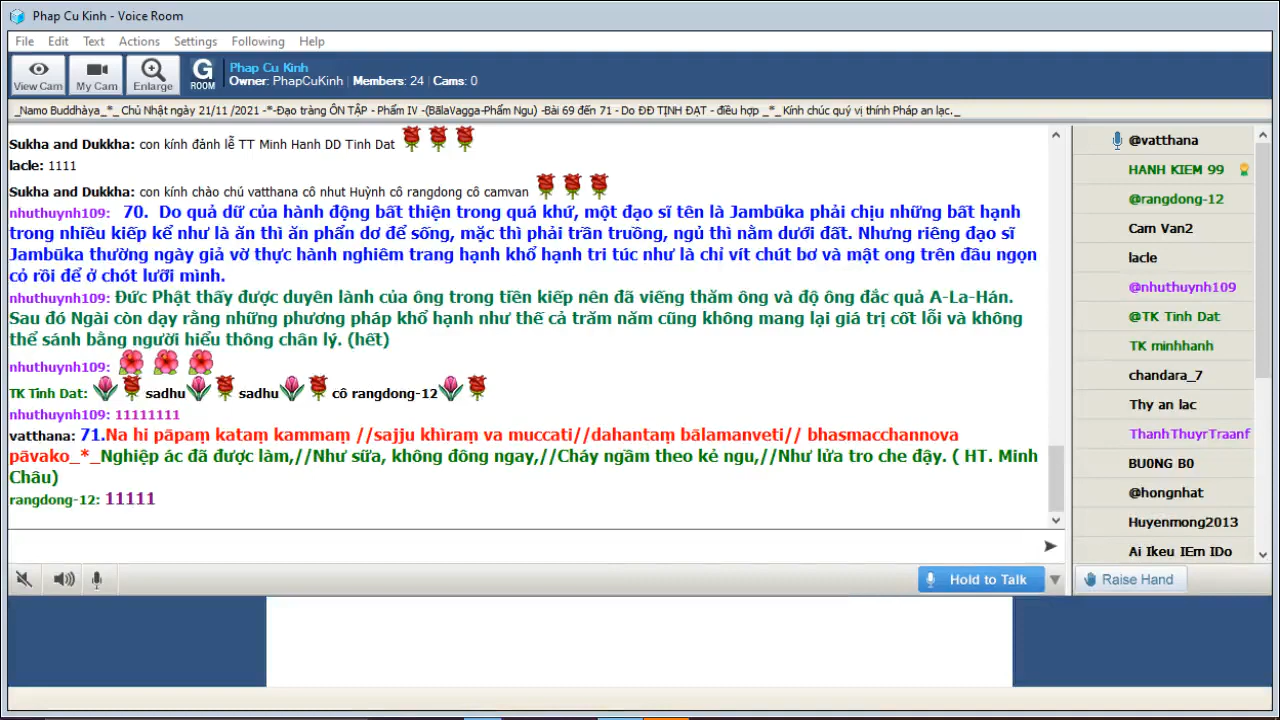 Phap Cu Kinh - Voice Room
File Edit Text Actions Settings Following Help
View Cam My Cam Enlarge G ROOM
Phap Cu Kinh
Owner: PhapCuKinh | Members: 24 | Cams: 0
_Namo Buddhàya_*_ Chủ Nhật ngày 21/11 /2021 -*-Đạo tràng ÔN TẬP - Phẩm IV -(BālaVagga-Phẩm Ngu) -Bài 69 đến 71 - Do ĐĐ TỊNH ĐẠT - điều hợp _*_ Kính chúc quý vị thính Pháp an lạc._
Sukha and Dukkha: con kính đảnh lễ TT Minh Hanh DD Tinh Dat
lacle: 1111
Sukha and Dukkha: con kính chào chú vatthana cô nhut Huỳnh cô rangdong cô camvan
nhuthuynh109: 70. Do quả dữ của hành động bất thiện trong quá khứ, một đạo sĩ tên là Jambūka phải chịu những bất hạnh
trong nhiều kiếp kể như là ăn thì ăn phẩn dơ để sống, mặc thì phải trần truồng, ngủ thì nằm dưới đất. Nhưng riêng đạo sĩ
Jambūka thường ngày giả vờ thực hành nghiêm trang hạnh khổ hạnh tri túc như là chỉ vít chút bơ và mật ong trên đầu ngọn
cỏ rồi để ở chót lưỡi mình.
nhuthuynh109: Đức Phật thấy được duyên lành của ông trong tiền kiếp nên đã viếng thăm ông và độ ông đắc quả A-La-Hán.
Sau đó Ngài còn dạy rằng những phương pháp khổ hạnh như thế cả trăm năm cũng không mang lại giá trị cốt lỗi và không
thể sánh bằng người hiểu thông chân lý. (hết)
nhuthuynh109:
TK Tinh Dat: sadhu sadhu cô rangdong-12
nhuthuynh109: 11111111
vatthana: 71.Na hi pāpaṃ kataṃ kammaṃ //sajju khìraṃ va muccati//dahantaṃ bālamanveti// bhasmacchannova
pāvako_*_Nghiệp ác đã được làm,//Như sữa, không đông ngay,//Cháy ngầm theo kẻ ngu,//Như lửa tro che đậy. ( HT. Minh
Châu)
rangdong-12: 11111
@vatthana
HANH KIEM 99
@rangdong-12
Cam Van2
lacle
@nhuthuynh109
@TK Tinh Dat
TK minhhanh
chandara_7
Thy an lac
ThanhThuyrTraanf
BU0NG B0
@hongnhat
Huyenmong2013
Ai Ikeu IEm IDo
Hold to Talk
Raise Hand